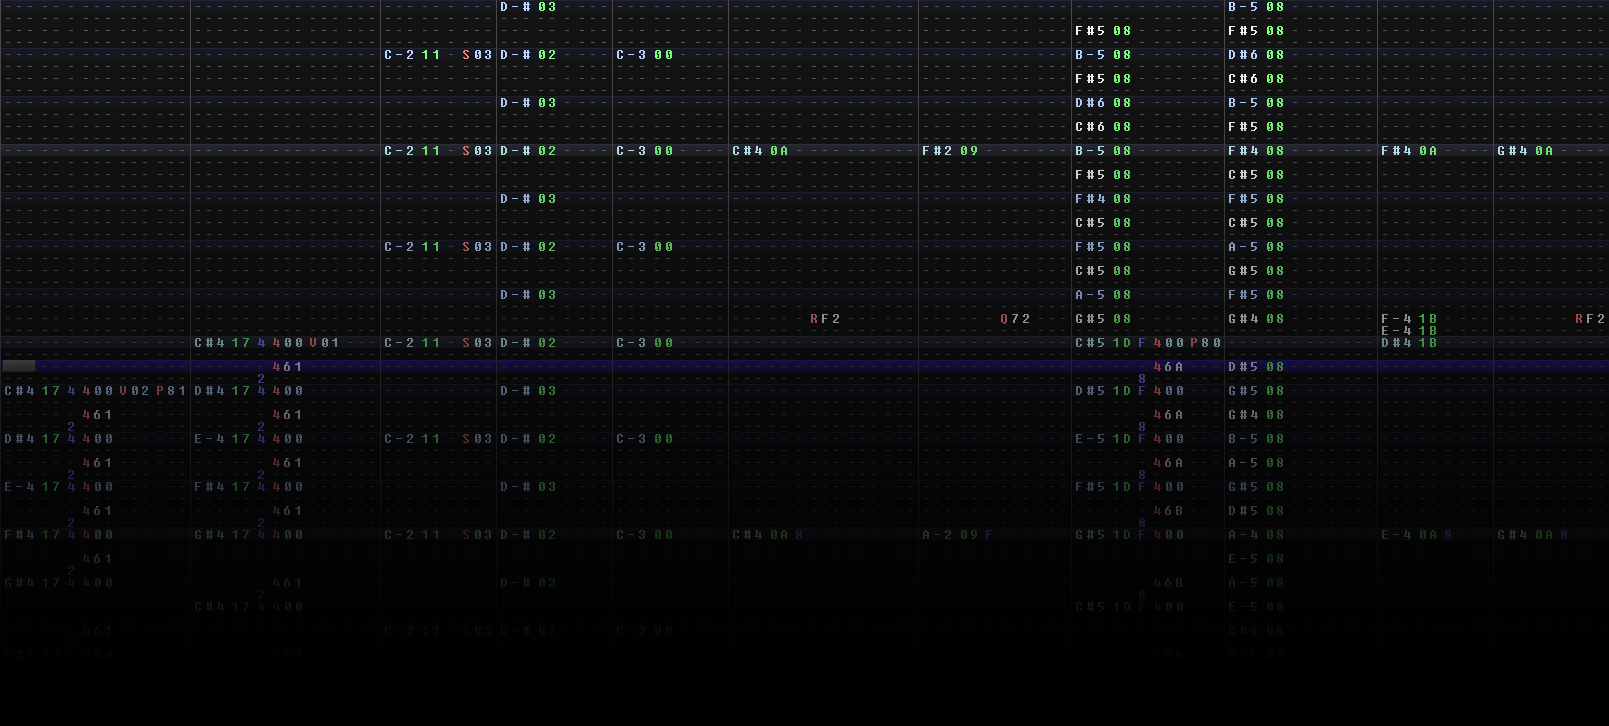 D-# 03 B-5 08
F#5 08 F#5 08
C-2 11 S03 D-# 02 C-3 00 B-5 08 D#6 08
F#5 08 C#6 08
D-# 03 D#6 08 B-5 08
C#6 08 F#5 08
C-2 11 S03 D-# 02 C-3 00 C#4 0A F#2 09 B-5 08 F#4 08 F#4 0A G#4 0A
F#5 08 C#5 08
D-# 03 F#4 08 F#5 08
C#5 08 C#5 08
C-2 11 S03 D-# 02 C-3 00 F#5 08 A-5 08
C#5 08 G#5 08
D-# 03 A-5 08 F#5 08
RF2 Q72 G#5 08 G#4 08 F-4 1B RF2
E-4 1B
C#4 17 4 400 V01 C-2 11 S03 D-# 02 C-3 00 C#5 1D F 400 P80 D#4 1B
461 46A D#5 08
2 8
C#4 17 4 400 V02 P81 D#4 17 4 400 D-# 03 D#5 1D F 400 G#5 08
461 461 46A G#4 08
2 2 8
D#4 17 4 400 E-4 17 4 400 C-2 11 S03 D-# 02 C-3 00 E-5 1D F 400 B-5 08
461 461 46A A-5 08
2 2 8
E-4 17 4 400 F#4 17 4 400 D-# 03 F#5 1D F 400 G#5 08
461 461 46B D#5 08
2 2 8
F#4 17 4 400 G#4 17 4 400 C-2 11 S03 D-# 02 C-3 00 C#4 0A 8 A-2 09 F G#5 1D F 400 A-4 08 E-4 0A 8 G#4 0A 8
461 E-5 08
2
G#4 17 4 400 461 D-# 03 46B A-5 08
2 8
C#4 17 4 400 C#5 1D F 400 E-5 08
461 C-2 11 S03 D-# 02 C-3 00 C#6 08